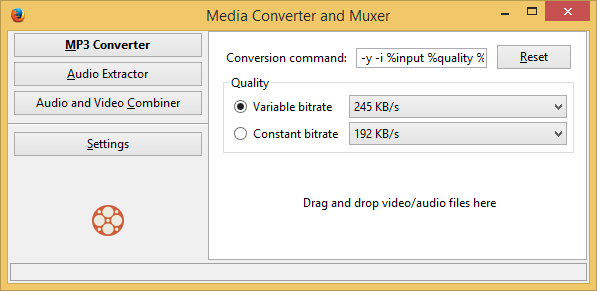 Media Converter and Muxer
MP3 Converter
Audio Extractor
Audio and Video Combiner
Settings
Conversion command: -y -i %input %quality % Reset
Quality
Variable bitrate 245 KB/s
Constant bitrate 192 KB/s
Drag and drop video/audio files here